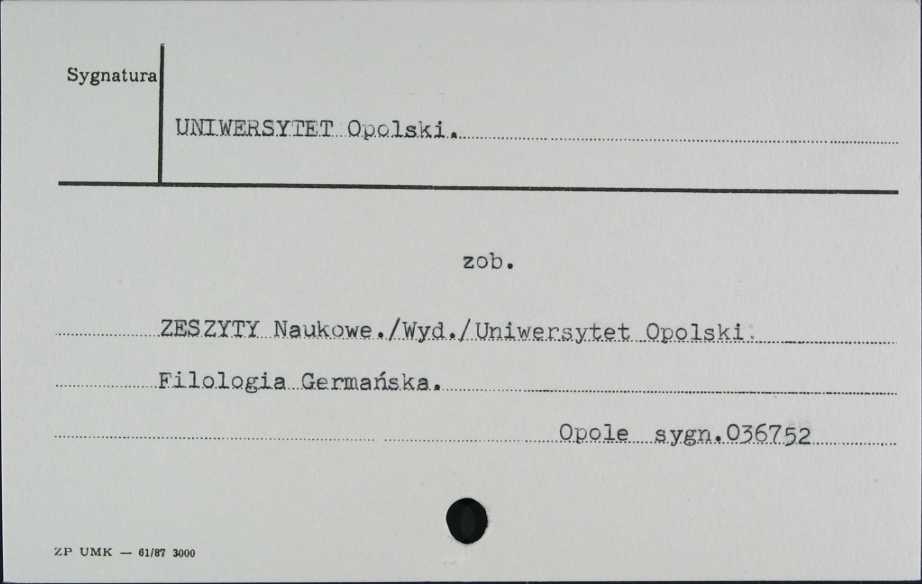 Sygnatura
UNIWERSYTET Opolski.
zob.
ZESZYTY Naukowe./Wyd./Uniwersytet Opolski.
Filologia Germańska.
Opole sygn.036752
ZP UMK — 61/87 3000